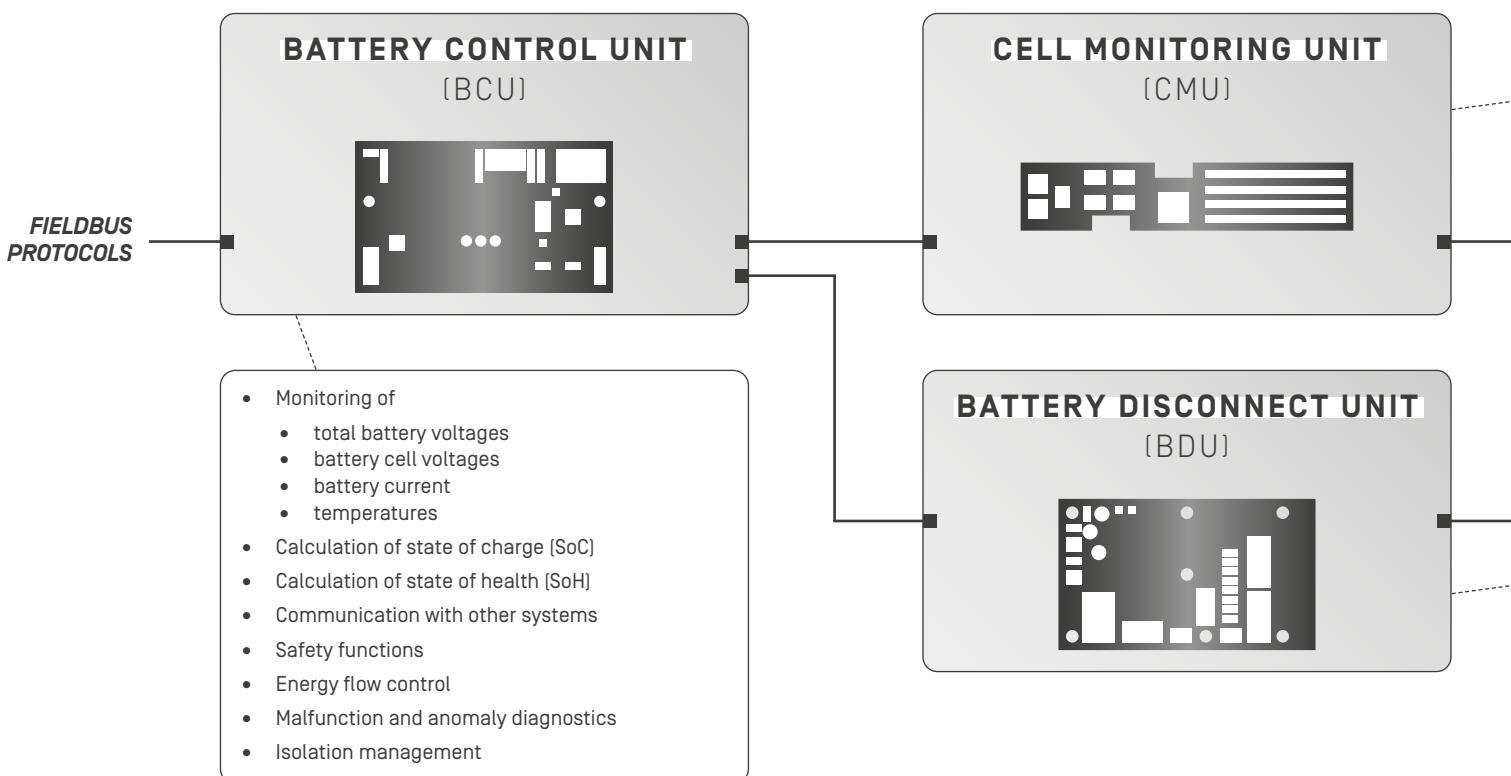 BATTERY CONTROL UNIT
[BCU]
CELL MONITORING UNIT
[CMU]
FIELDBUS
PROTOCOLS
BATTERY DISCONNECT UNIT
[BDU]
• Monitoring of
• total battery voltages
• battery cell voltages
• battery current
• temperatures
• Calculation of state of charge [SoC]
• Calculation of state of health [SoH]
• Communication with other systems
• Safety functions
• Energy flow control
• Malfunction and anomaly diagnostics
• Isolation management